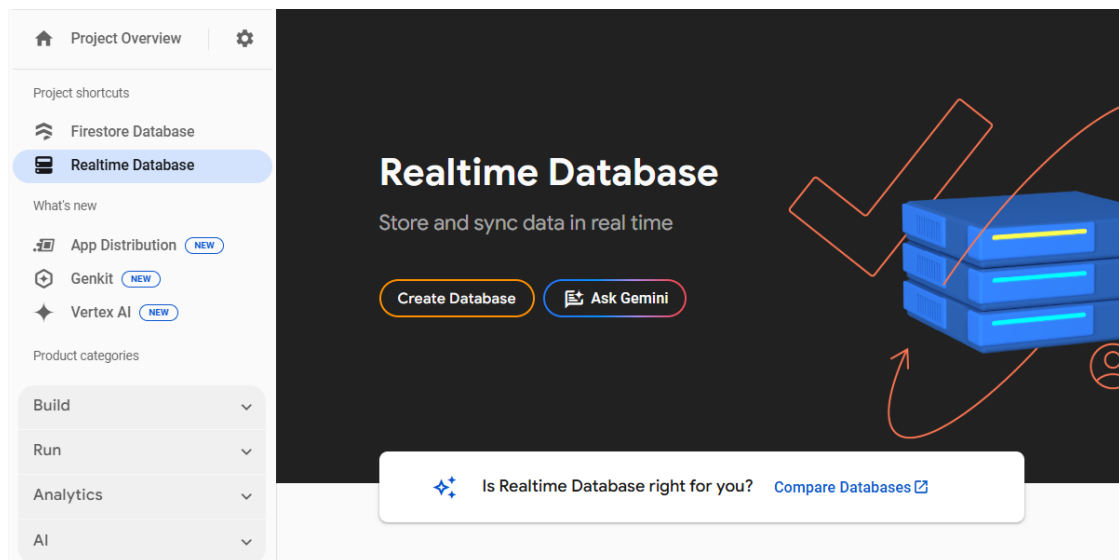 Project Overview
Project shortcuts
Firestore Database
Realtime Database
What's new
App Distribution NEW
Genkit NEW
Vertex AI NEW
Product categories
Build
Run
Analytics
AI
Realtime Database
Store and sync data in real time
Create Database
Ask Gemini
Is Realtime Database right for you? Compare Databases